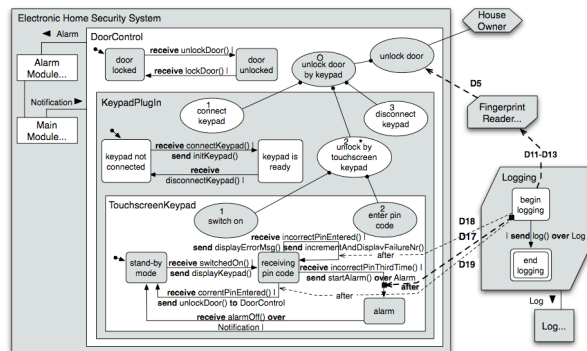 Electronic Home Security System
House
Owner
Alarm
DoorControl
door
locked
receive unlockDoor() |
receive lockDoor() |
door
unlocked
O
unlock door
by keypad
unlock door
Alarm
Module...
Notification
Main
Module...
D5
Fingerprint
Reader...
D11-D13
KeypadPlugIn
1
connect
keypad
3
disconnect
keypad
2 *
unlock by
touchscreen
keypad
keypad not
connected
receive connectKeypad() |
send initKeypad()
receive
disconnectKeypad() |
keypad is
ready
Logging
begin
logging
| send log() over Log
end
logging
Log
Log...
TouchscreenKeypad
1
switch on
2
enter pin
code
D18
D17
D19
receive incorrectPinEntered() |
send displayErrorMsg() send incrementAndDisplayFailureNr()
stand-by
mode
receive switchedOn() |
send displayKeypad()
receiving
pin code
after
receive incorrectPinThirdTime() |
send startAlarm() over Alarm
after
receive correntPinEntered() |
send unlockDoor() to DoorControl
after
alarm
receive alarmOff() over
Notification |